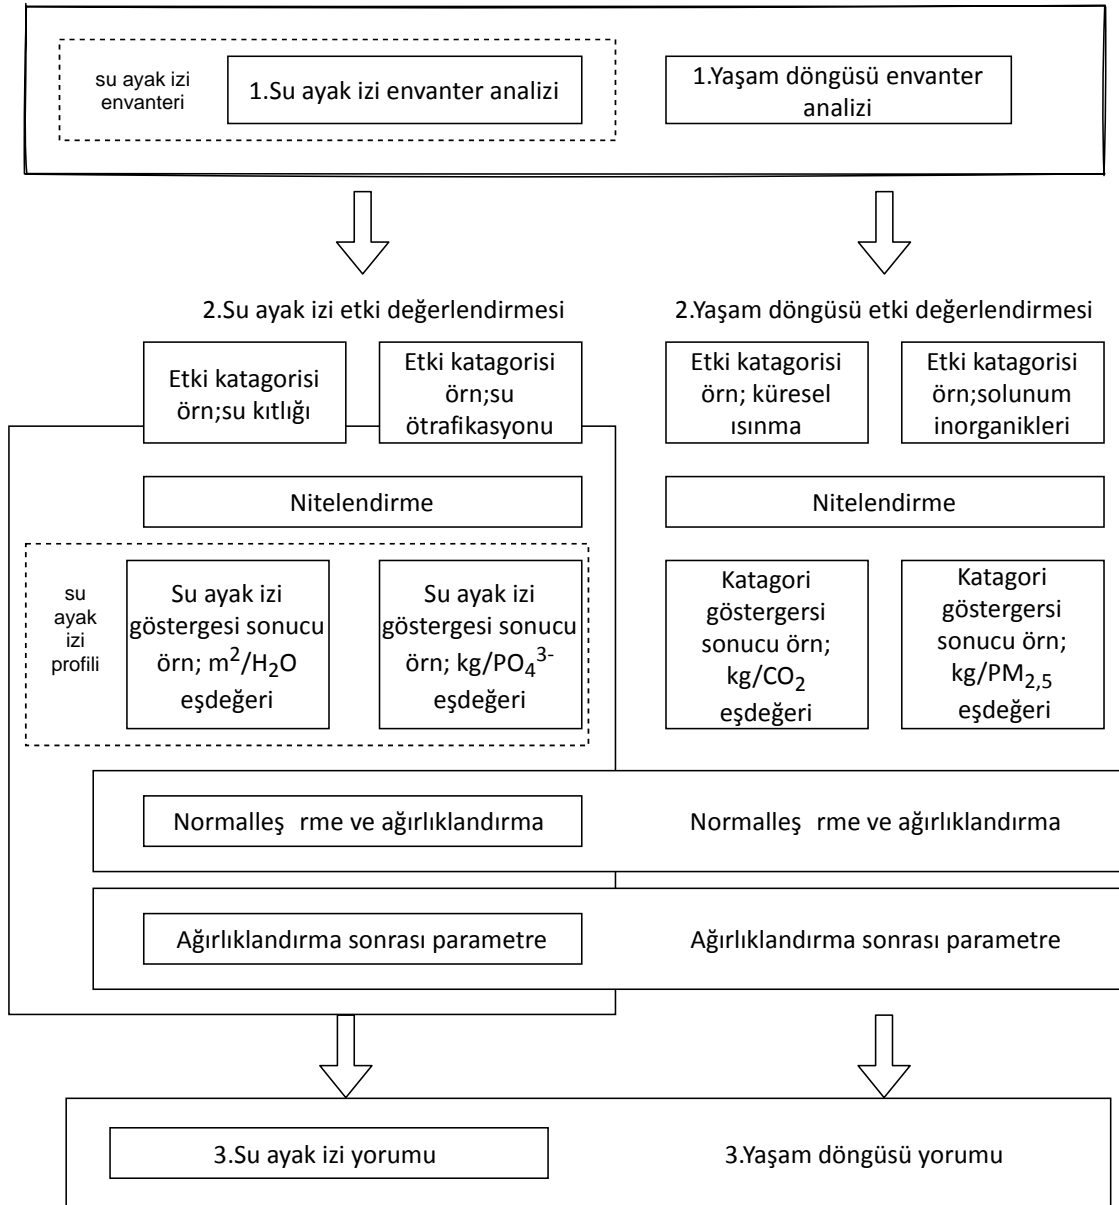 su ayak izi
envanteri
1.Su ayak izi envanter analizi
1.Yaşam döngüsü envanter
analizi
2.Su ayak izi etki değerlendirmesi
2.Yaşam döngüsü etki değerlendirmesi
Etki katagorisi
örn;su kıtlığı
Etki katagorisi
örn;su
ötrafikasyonu
Etki katagorisi
örn; küresel
ısınma
Etki katagorisi
örn;solunum
inorganikleri
Nitelendirme
Nitelendirme
su
ayak
izi
profili
Su ayak izi
göstergesi sonucu
örn; m²/H₂O
eşdeğeri
Su ayak izi
göstergesi sonucu
örn; kg/PO₄³⁻
eşdeğeri
Katagori
göstergersi
sonucu örn;
kg/CO₂
eşdeğeri
Katagori
göstergersi
sonucu örn;
kg/PM₂,₅
eşdeğeri
Normalleş rme ve ağırlıklandırma
Normalleş rme ve ağırlıklandırma
Ağırlıklandırma sonrası parametre
Ağırlıklandırma sonrası parametre
3.Su ayak izi yorumu
3.Yaşam döngüsü yorumu